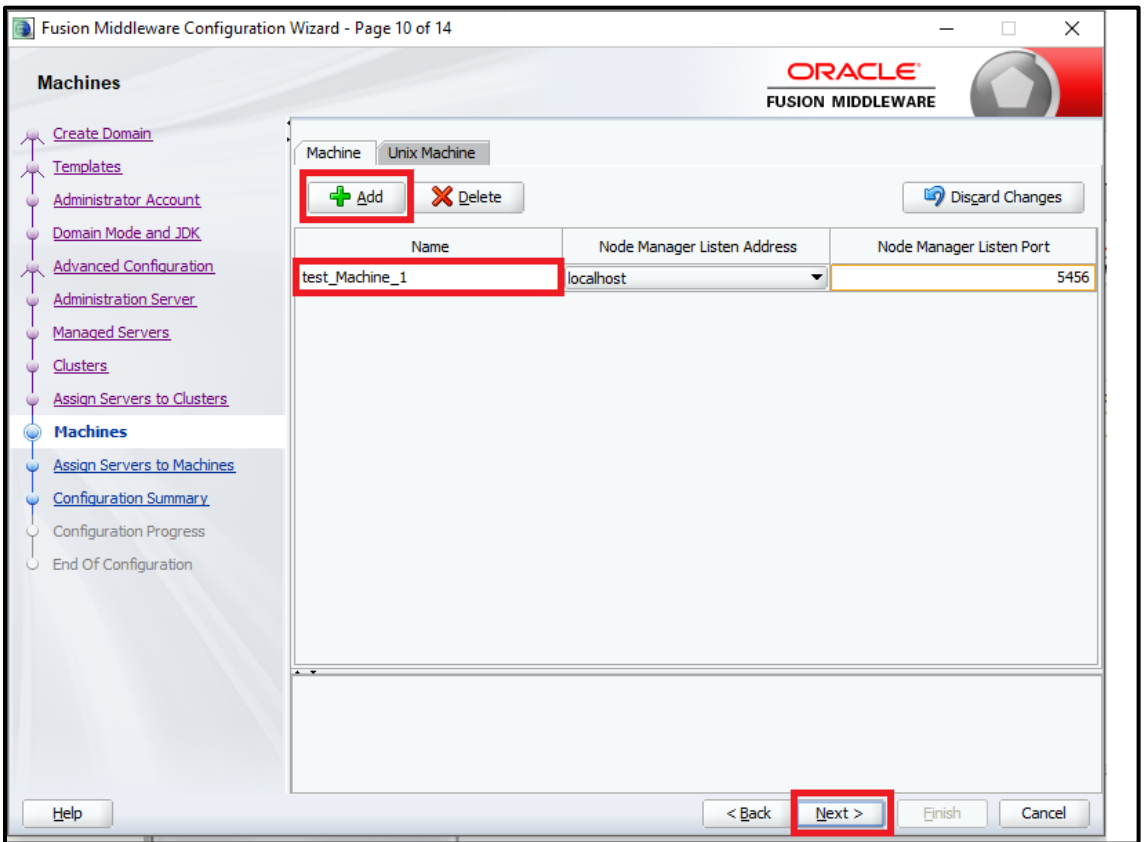 Fusion Middleware Configuration Wizard - Page 10 of 14
Machines
ORACLE
FUSION MIDDLEWARE
Create Domain
Templates
Administrator Account
Domain Mode and JDK
Advanced Configuration
Administration Server
Managed Servers
Clusters
Assign Servers to Clusters
Machines
Assign Servers to Machines
Configuration Summary
Configuration Progress
End Of Configuration
Machine Unix Machine
Add Delete Discard Changes
Name Node Manager Listen Address Node Manager Listen Port
test_Machine_1 localhost 5456
Help < Back Next > Finish Cancel